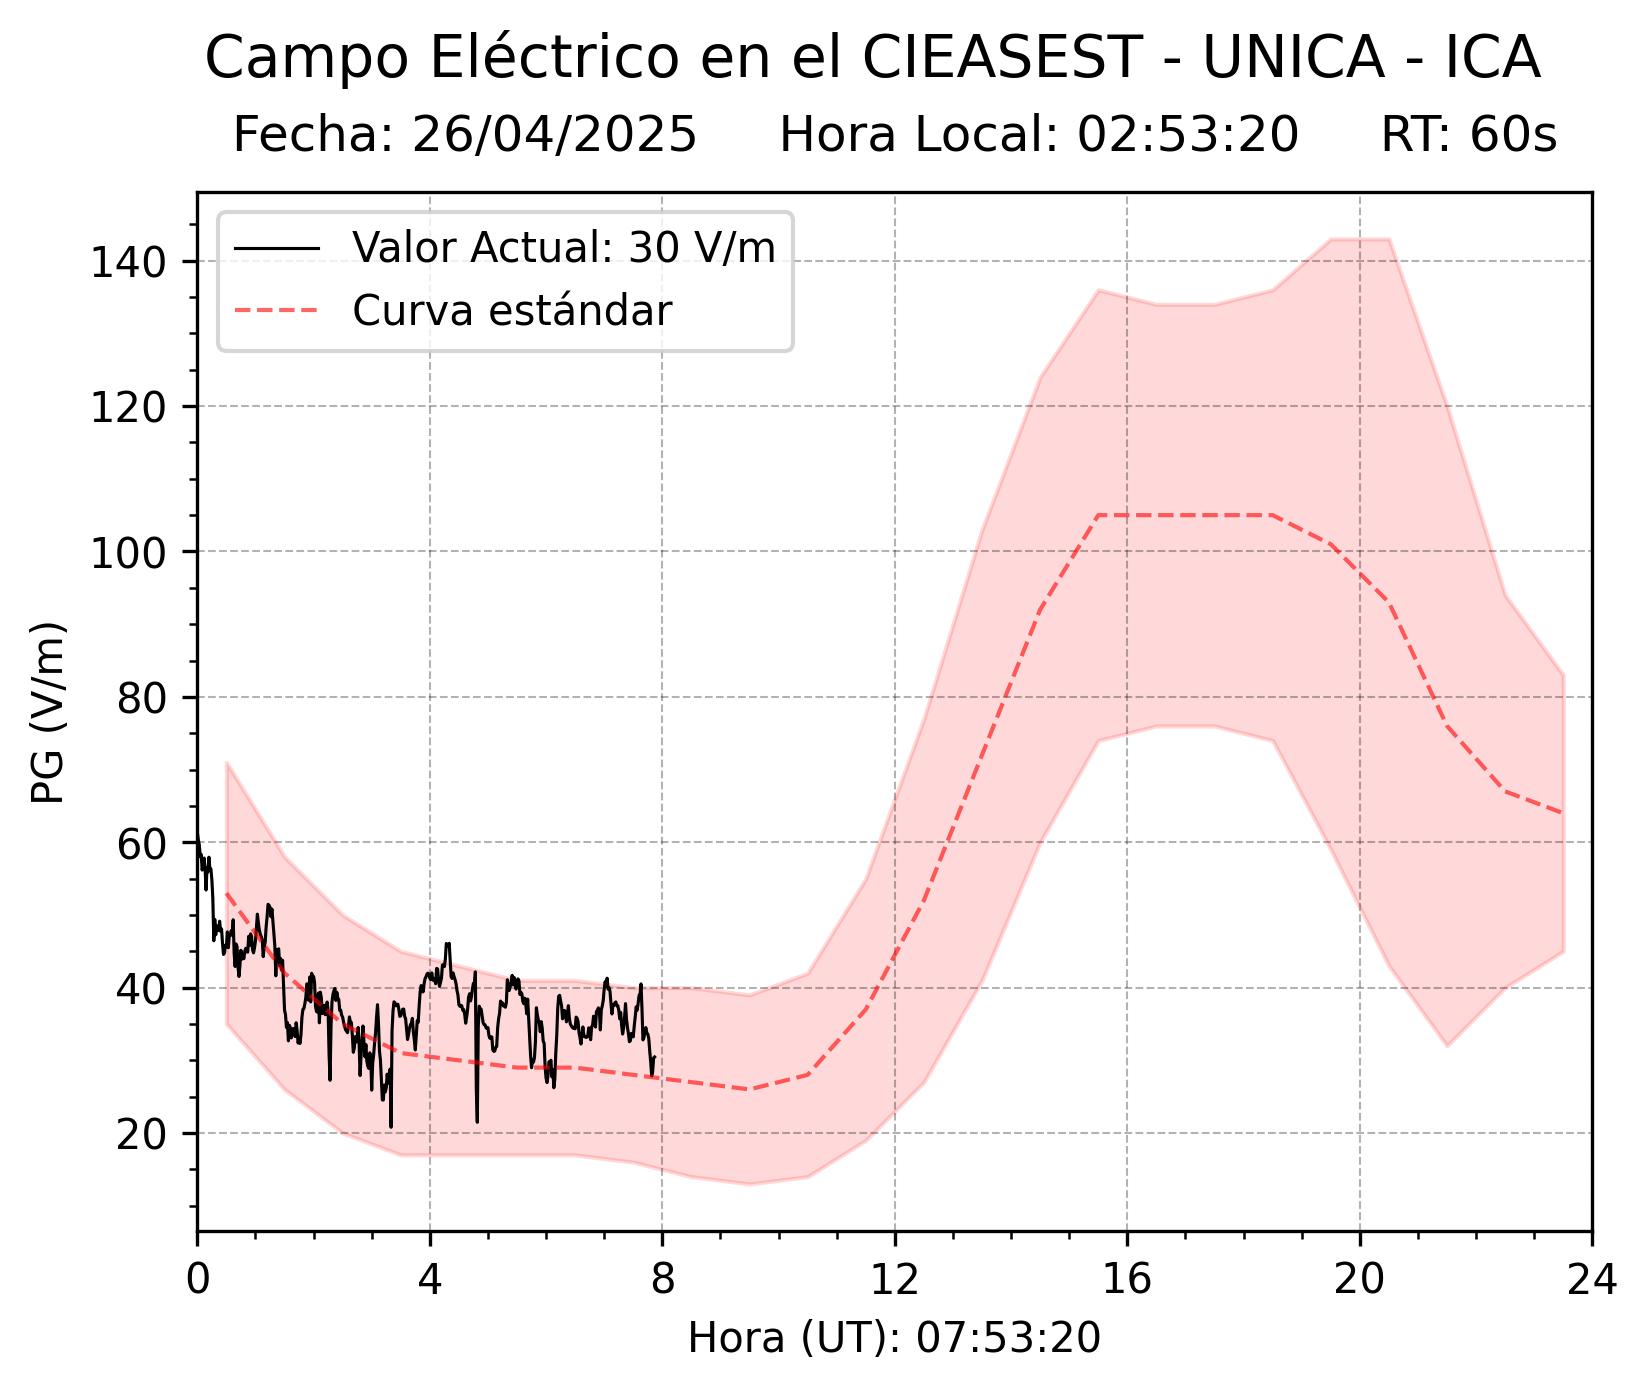 Campo Eléctrico en el CIEASEST - UNICA - ICA
Fecha: 26/04/2025 Hora Local: 02:53:20 RT: 60s
Valor Actual: 30 V/m
Curva estándar
140
120
100
80
60
40
20
PG (V/m)
0 4 8 12 16 20 24
Hora (UT): 07:53:20